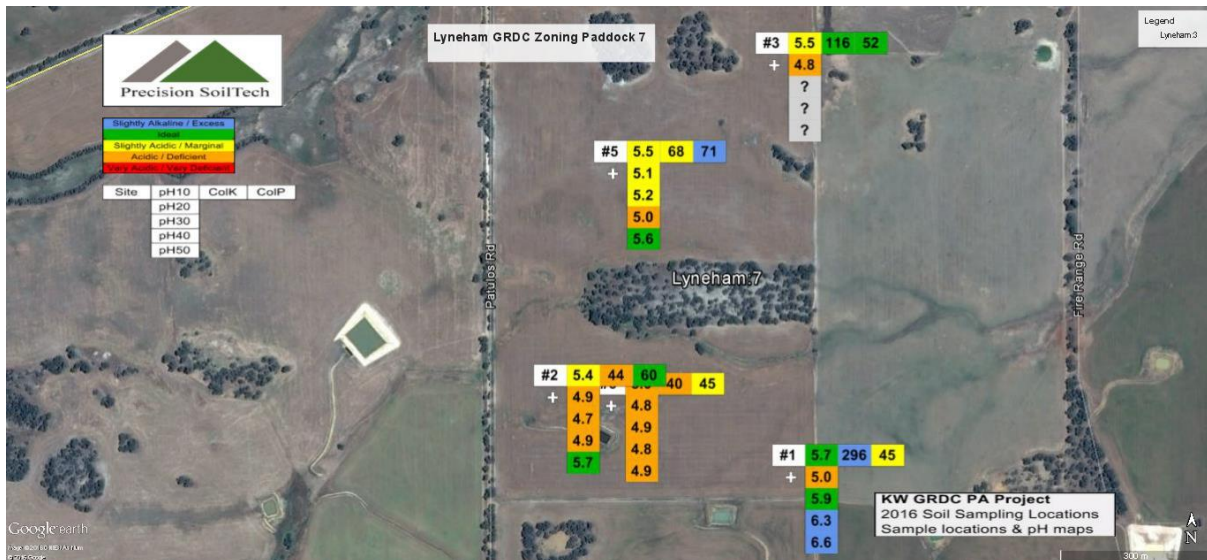 Lyneham GRDC Zoning Paddock 7
Legend
Lyneham:3
Precision SoilTech
Slightly Alkaline / Excess
Ideal
Slightly Acidic / Marginal
Acidic / Deficient
Very Acidic / Very Deficient
Site pH10 ColK ColP
pH20
pH30
pH40
pH50
#3 5.5 116 52
4.8
?
?
?
#5 5.5 68 71
5.1
5.2
5.0
5.6
Patulos Rd
Lyneham:7
Fire Range Rd
#2 5.4 44 60
4.9
4.7
4.9
5.7
40 45
4.8
4.9
4.8
4.9
#1 5.7 296 45
5.0
5.9
6.3
6.6
KW GRDC PA Project
2016 Soil Sampling Locations
Sample locations & pH maps
Google earth
N
300 m